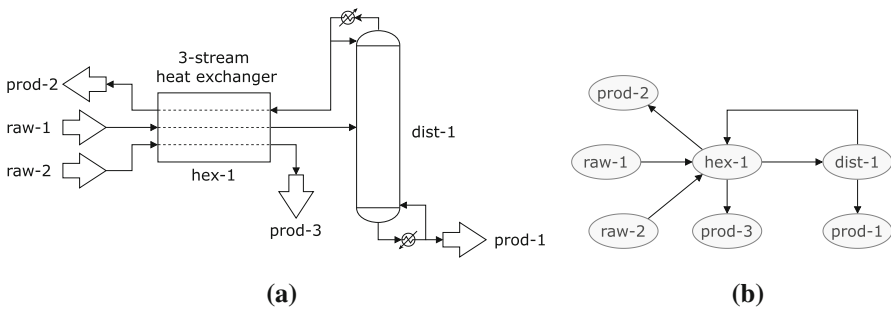 3-stream
heat exchanger
prod-2
raw-1
raw-2
hex-1
prod-3
dist-1
prod-1
(a)
prod-2
raw-1
hex-1
dist-1
raw-2
prod-3
prod-1
(b)